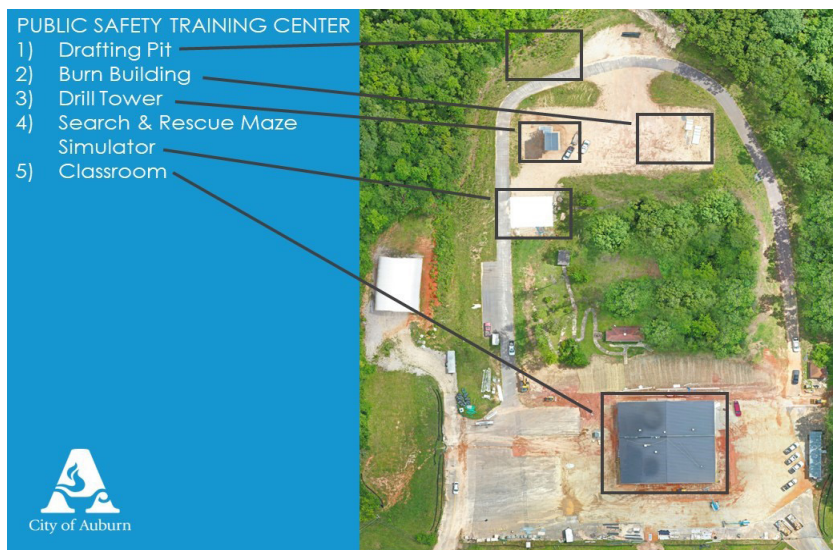 PUBLIC SAFETY TRAINING CENTER
1) Drafting Pit
2) Burn Building
3) Drill Tower
4) Search & Rescue Maze
Simulator
5) Classroom
City of Auburn